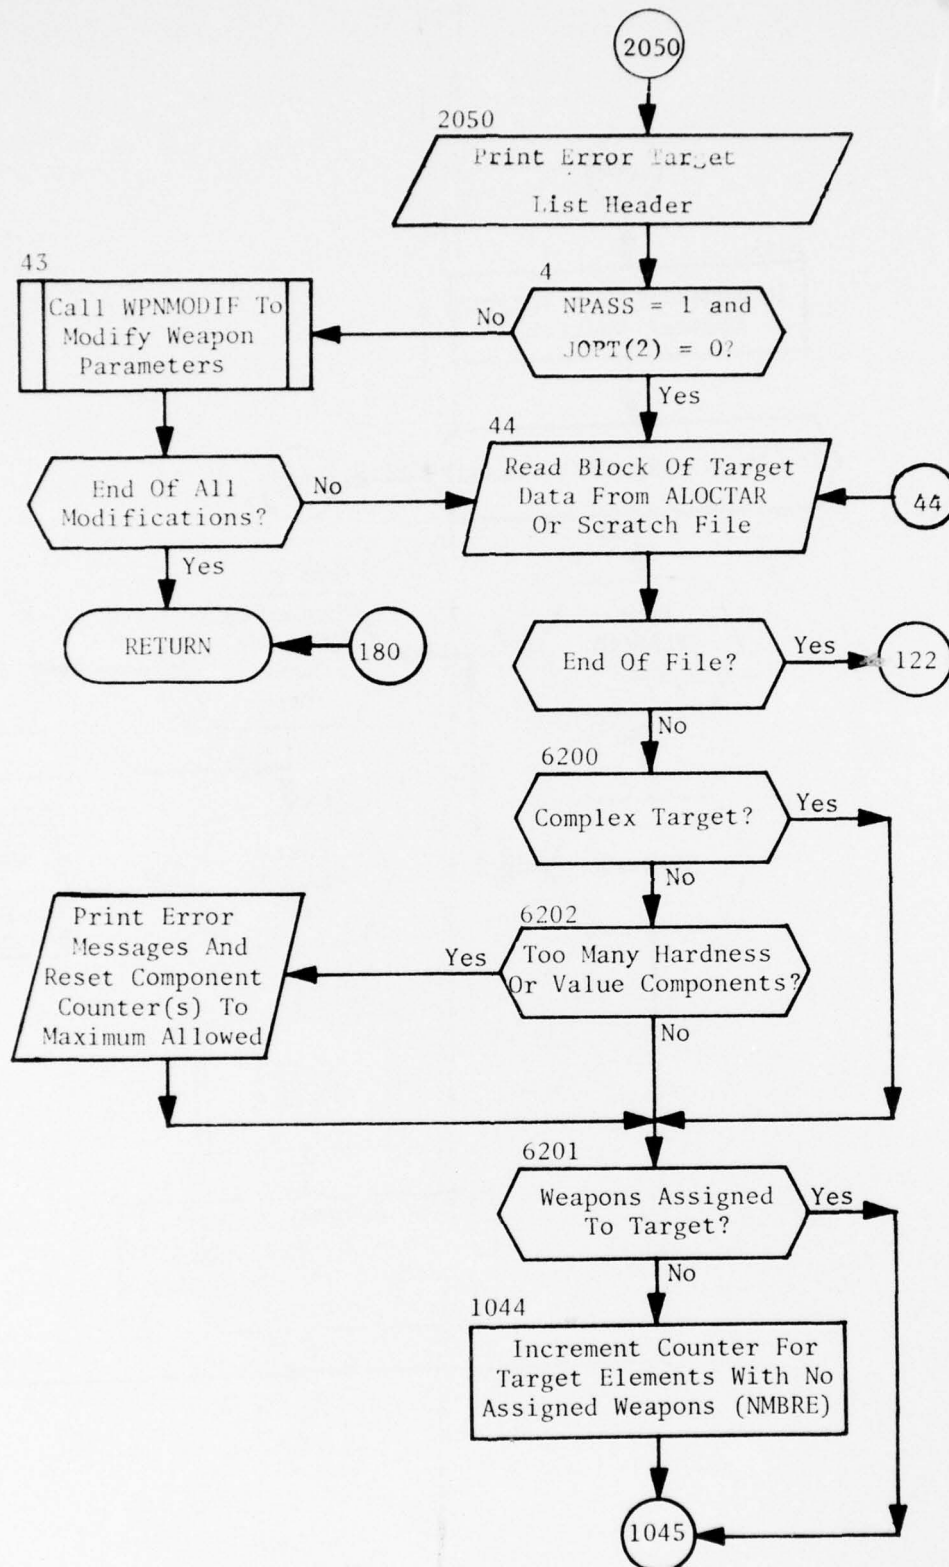 2050
2050
Print Error Target
List Header
43
Call WPNMODIF To
Modify Weapon
Parameters
4
NPASS = 1 and
JOPT(2) = 0?
No
Yes
44
Read Block Of Target
Data From ALOCTAR
Or Scratch File
44
End Of All
Modifications?
No
Yes
RETURN
180
End Of File?
Yes
122
No
6200
Complex Target?
Yes
No
6202
Too Many Hardness
Or Value Components?
Yes
No
Print Error
Messages And
Reset Component
Counter(s) To
Maximum Allowed
6201
Weapons Assigned
To Target?
Yes
No
1044
Increment Counter For
Target Elements With No
Assigned Weapons (NMBRE)
1045